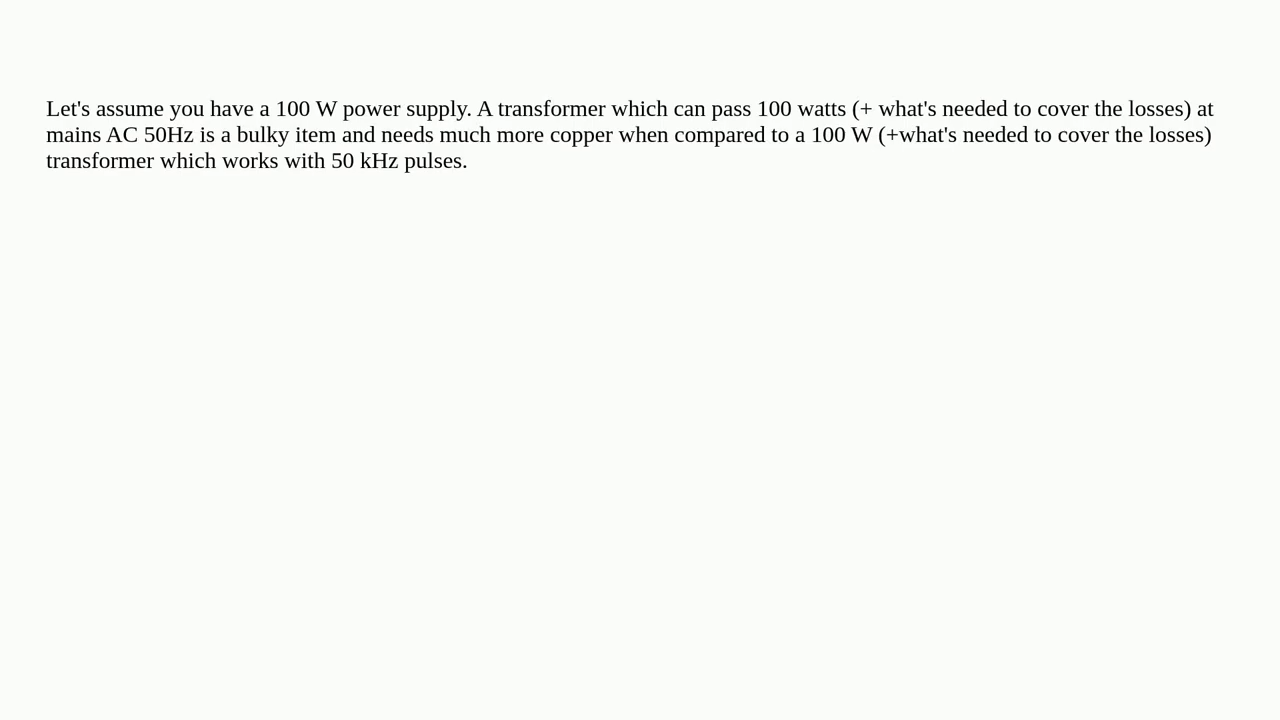 Let's assume you have a 100 W power supply. A transformer which can pass 100 watts (+ what's needed to cover the losses) at
mains AC 50Hz is a bulky item and needs much more copper when compared to a 100 W (+what's needed to cover the losses)
transformer which works with 50 kHz pulses.